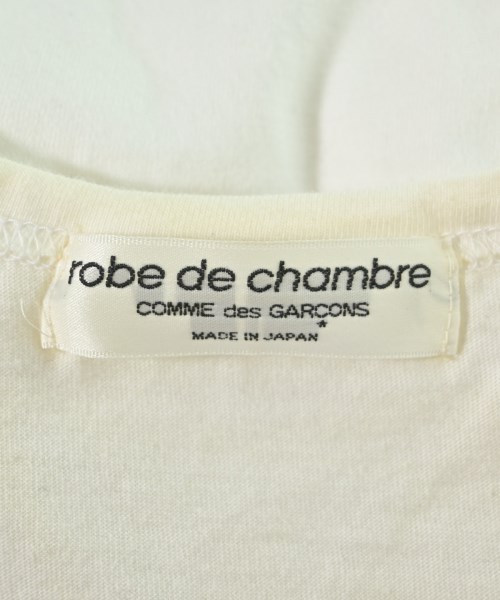 robe de chambre
COMME des GARÇONS
MADE IN JAPAN